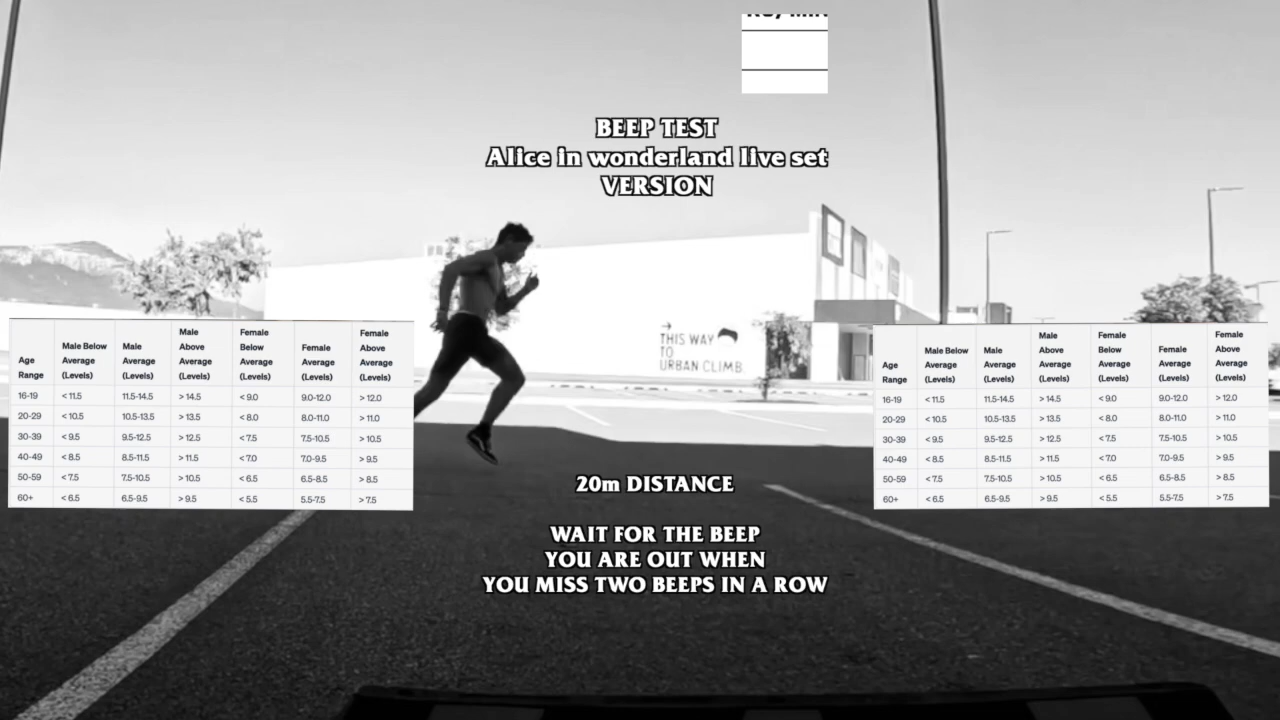 BEEP TEST
Alice in wonderland live set
VERSION
THIS WAY
TO
URBAN CLIMB.
Age Range | Male Below Average (Levels) | Male Average (Levels) | Male Above Average (Levels) | Female Below Average (Levels) | Female Average (Levels) | Female Above Average (Levels)
16-19 | < 11.5 | 11.5-14.5 | > 14.5 | < 9.0 | 9.0-12.0 | > 12.0
20-29 | < 10.5 | 10.5-13.5 | > 13.5 | < 8.0 | 8.0-11.0 | > 11.0
30-39 | < 9.5 | 9.5-12.5 | > 12.5 | < 7.5 | 7.5-10.5 | > 10.5
40-49 | < 8.5 | 8.5-11.5 | > 11.5 | < 7.0 | 7.0-9.5 | > 9.5
50-59 | < 7.5 | 7.5-10.5 | > 10.5 | < 6.5 | 6.5-8.5 | > 8.5
60+ | < 6.5 | 6.5-9.5 | > 9.5 | < 5.5 | 5.5-7.5 | > 7.5
Age Range | Male Below Average (Levels) | Male Average (Levels) | Male Above Average (Levels) | Female Below Average (Levels) | Female Average (Levels) | Female Above Average (Levels)
16-19 | < 11.5 | 11.5-14.5 | > 14.5 | < 9.0 | 9.0-12.0 | > 12.0
20-29 | < 10.5 | 10.5-13.5 | > 13.5 | < 8.0 | 8.0-11.0 | > 11.0
30-39 | < 9.5 | 9.5-12.5 | > 12.5 | < 7.5 | 7.5-10.5 | > 10.5
40-49 | < 8.5 | 8.5-11.5 | > 11.5 | < 7.0 | 7.0-9.5 | > 9.5
50-59 | < 7.5 | 7.5-10.5 | > 10.5 | < 6.5 | 6.5-8.5 | > 8.5
60+ | < 6.5 | 6.5-9.5 | > 9.5 | < 5.5 | 5.5-7.5 | > 7.5
20m DISTANCE
WAIT FOR THE BEEP
YOU ARE OUT WHEN
YOU MISS TWO BEEPS IN A ROW